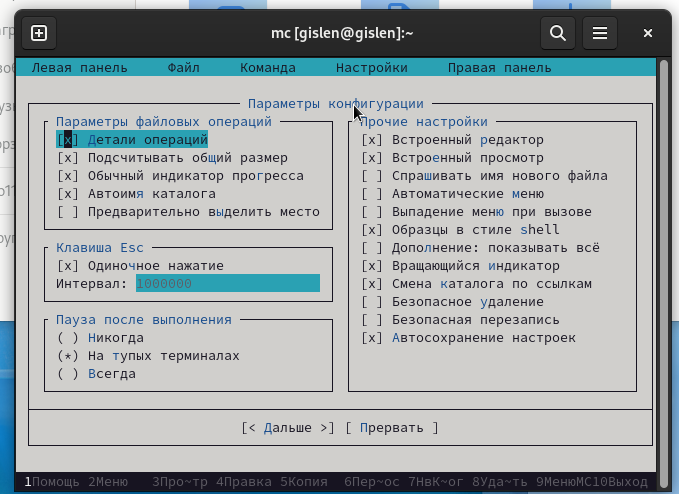 mc [gislen@gislen]:~
Левая панель Файл Команда Настройки Правая панель
Параметры конфигурации
Параметры файловых операций
[x] Детали операций
[x] Подсчитывать общий размер
[x] Обычный индикатор прогресса
[x] Автоимя каталога
[ ] Предварительно выделить место
Клавиша Esc
[x] Одиночное нажатие
Интервал: 1000000
Пауза после выполнения
( ) Никогда
(*) На тупых терминалах
( ) Всегда
Прочие настройки
[x] Встроенный редактор
[x] Встроенный просмотр
[ ] Спрашивать имя нового файла
[ ] Автоматические меню
[ ] Выпадение меню при вызове
[x] Образцы в стиле shell
[ ] Дополнение: показывать всё
[x] Вращающийся индикатор
[x] Смена каталога по ссылкам
[ ] Безопасное удаление
[ ] Безопасная перезапись
[x] Автосохранение настроек
[< Дальше >] [ Прервать ]
1Помощь 2Меню 3Про~тр 4Правка 5Копия 6Пер~ос 7НвК~ог 8Уда~ть 9МенюMC10Выход